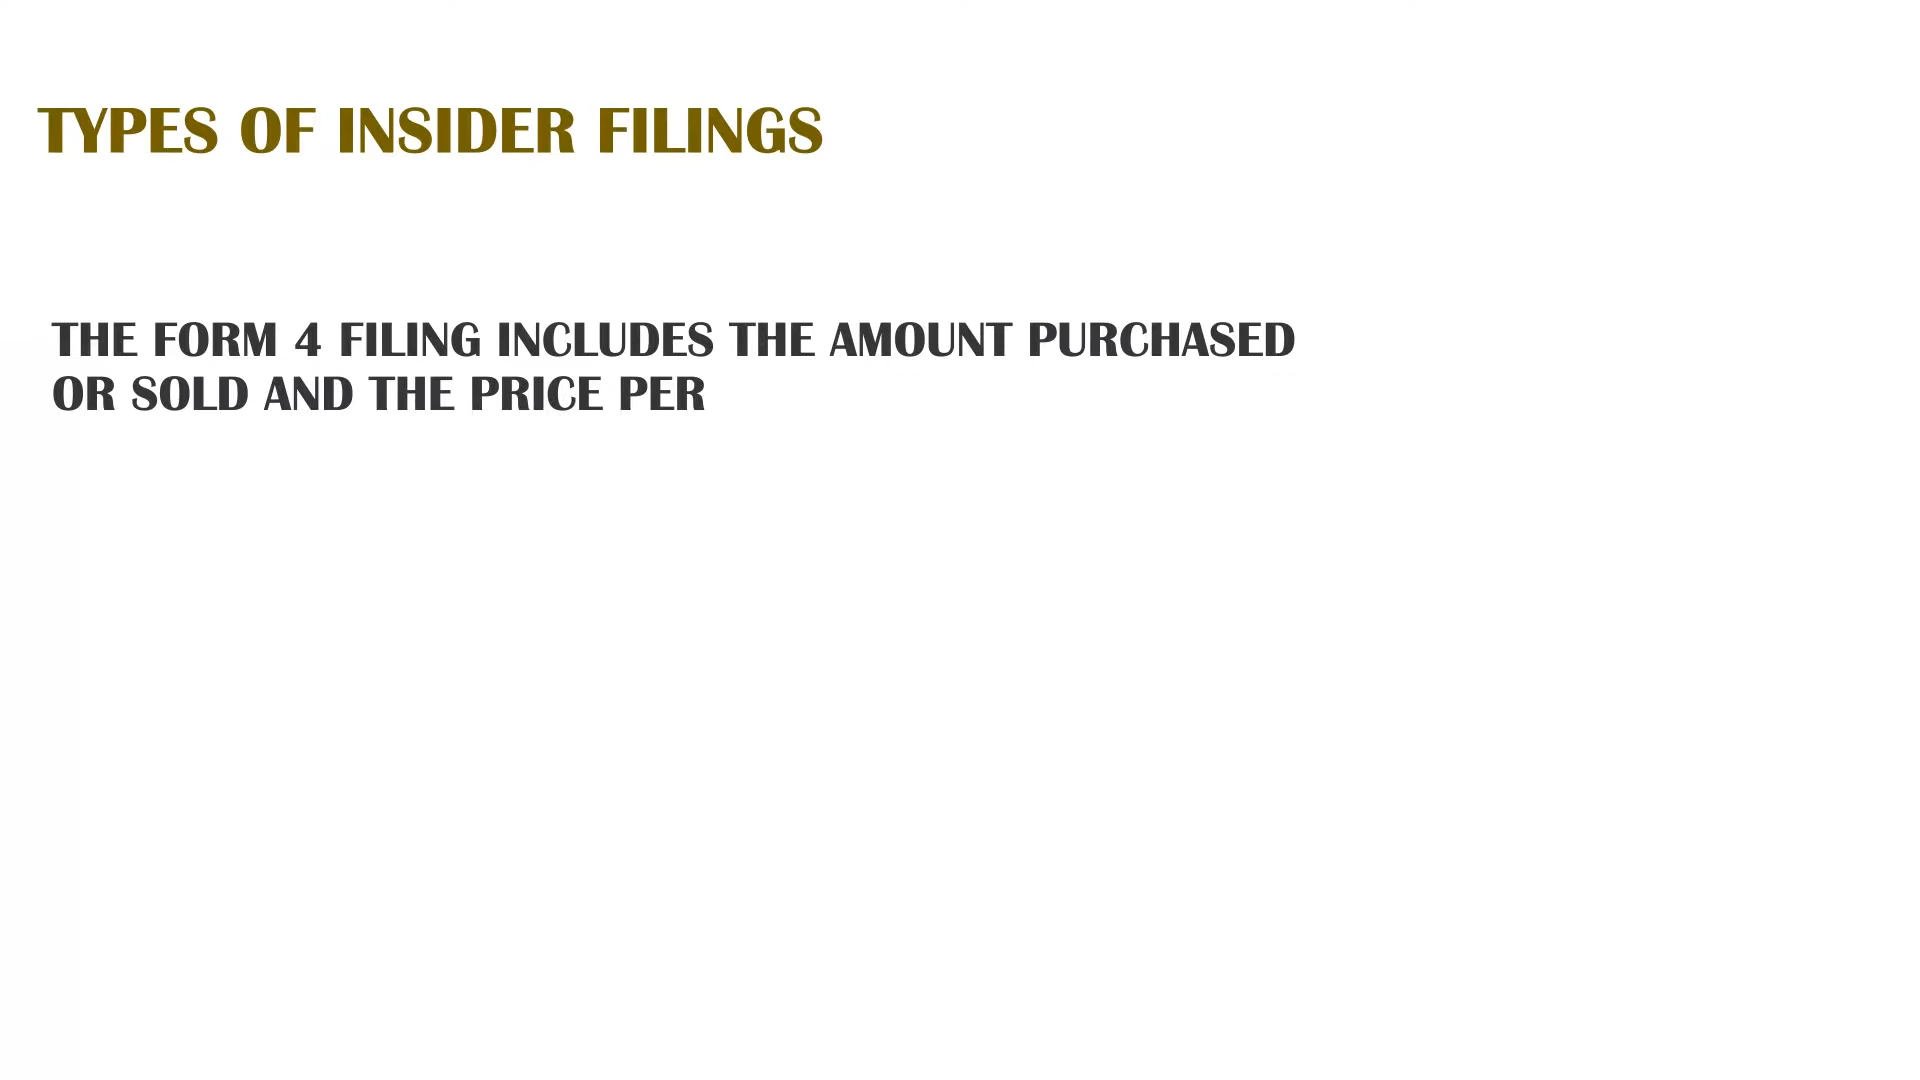 TYPES OF INSIDER FILINGS
THE FORM 4 FILING INCLUDES THE AMOUNT PURCHASED
OR SOLD AND THE PRICE PER